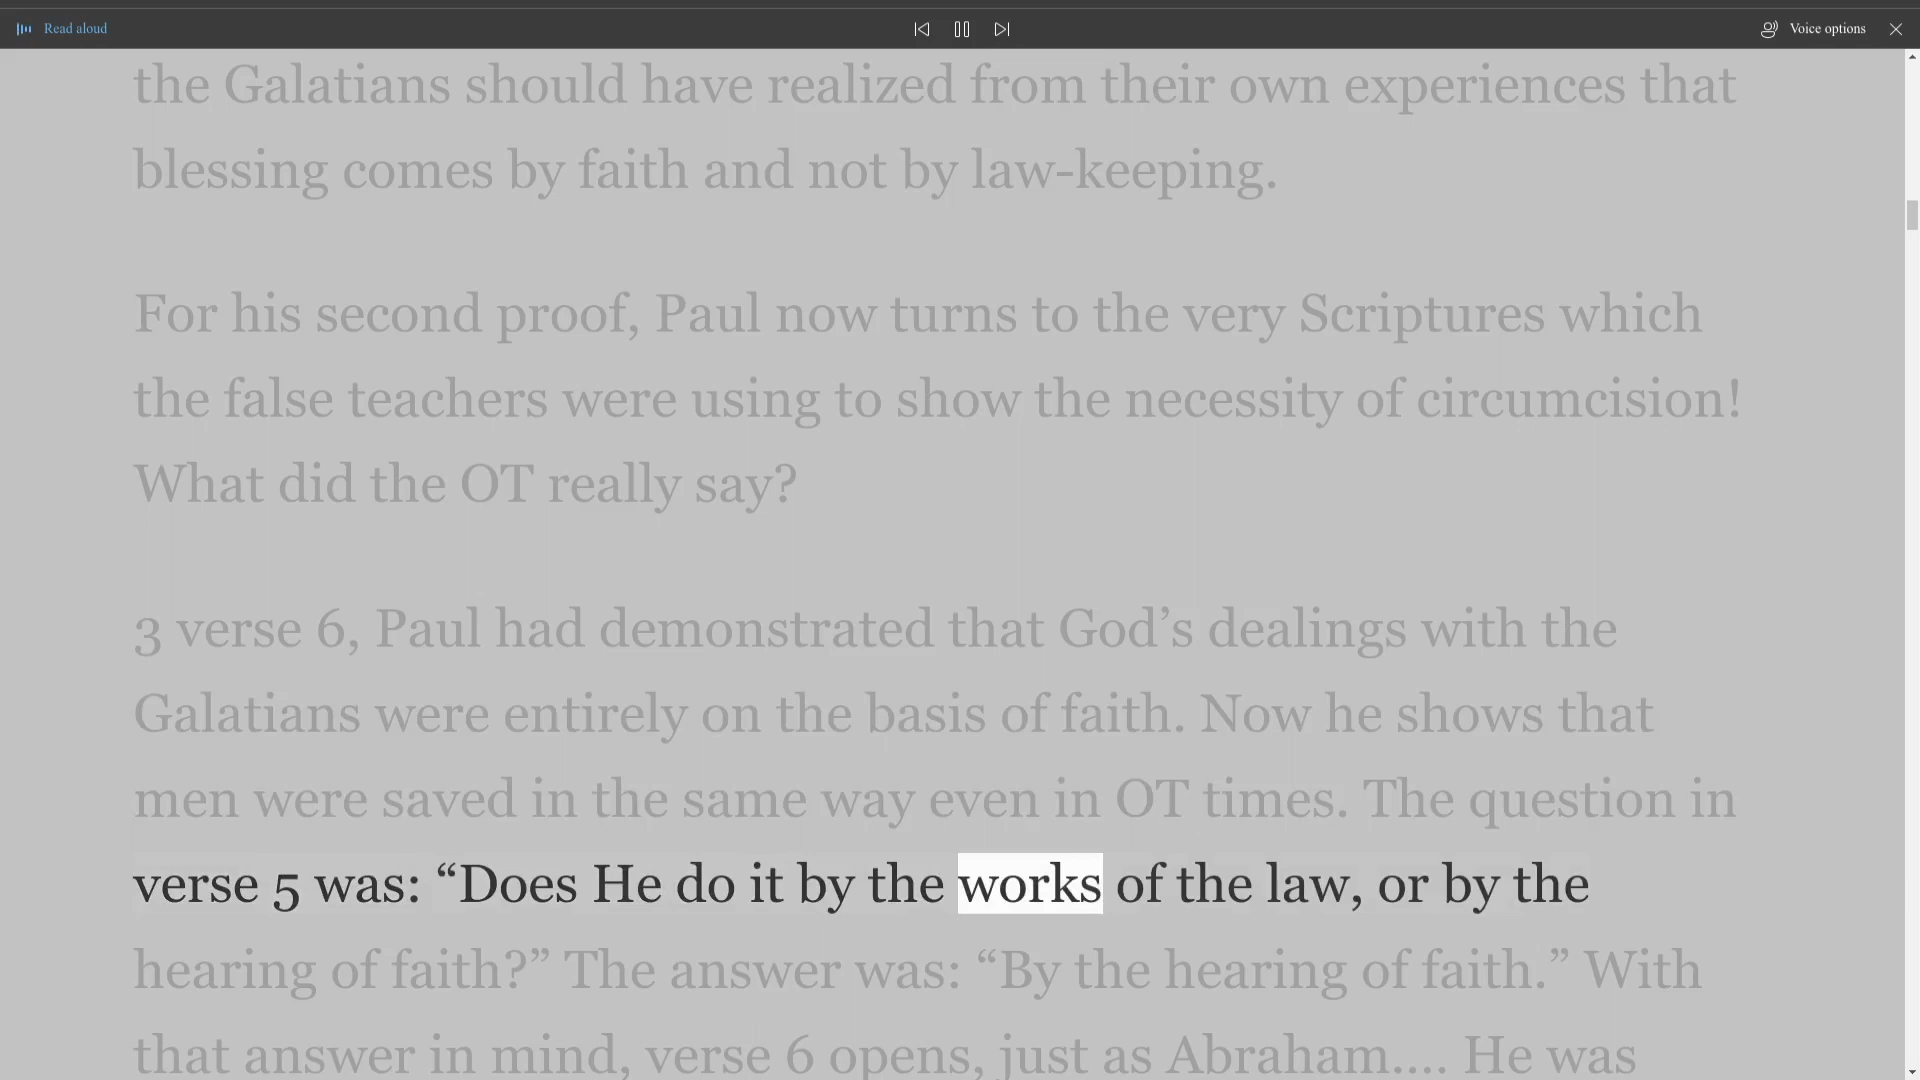 Read aloud
Voice options
the Galatians should have realized from their own experiences that
blessing comes by faith and not by law-keeping.
For his second proof, Paul now turns to the very Scriptures which
the false teachers were using to show the necessity of circumcision!
What did the OT really say?
3 verse 6, Paul had demonstrated that God’s dealings with the
Galatians were entirely on the basis of faith. Now he shows that
men were saved in the same way even in OT times. The question in
verse 5 was: “Does He do it by the works of the law, or by the
hearing of faith?” The answer was: “By the hearing of faith.” With
that answer in mind, verse 6 opens, just as Abraham.... He was